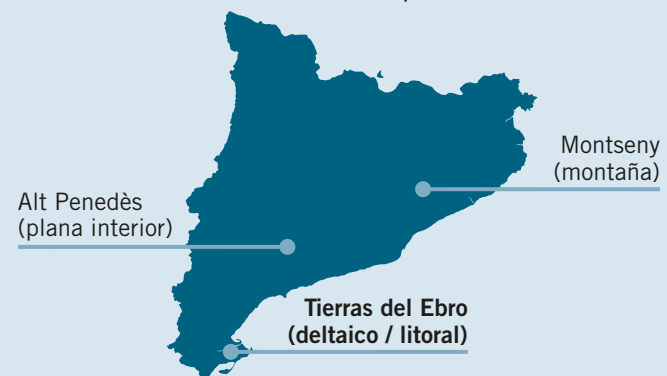 Montseny
(montaña)
Alt Penedès
(plana interior)
Tierras del Ebro
(deltaico / litoral)